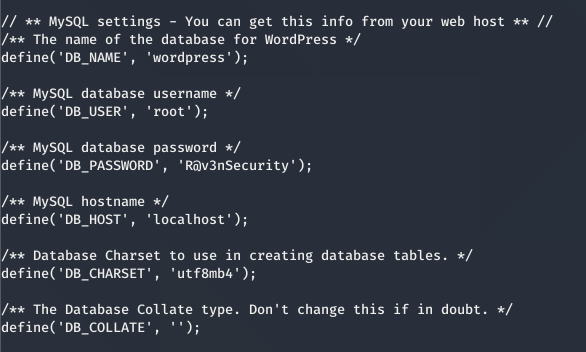 // ** MySQL settings - You can get this info from your web host ** //
/** The name of the database for WordPress */
define('DB_NAME', 'wordpress');
/** MySQL database username */
define('DB_USER', 'root');
/** MySQL database password */
define('DB_PASSWORD', 'R@v3nSecurity');
/** MySQL hostname */
define('DB_HOST', 'localhost');
/** Database Charset to use in creating database tables. */
define('DB_CHARSET', 'utf8mb4');
/** The Database Collate type. Don't change this if in doubt. */
define('DB_COLLATE', '');